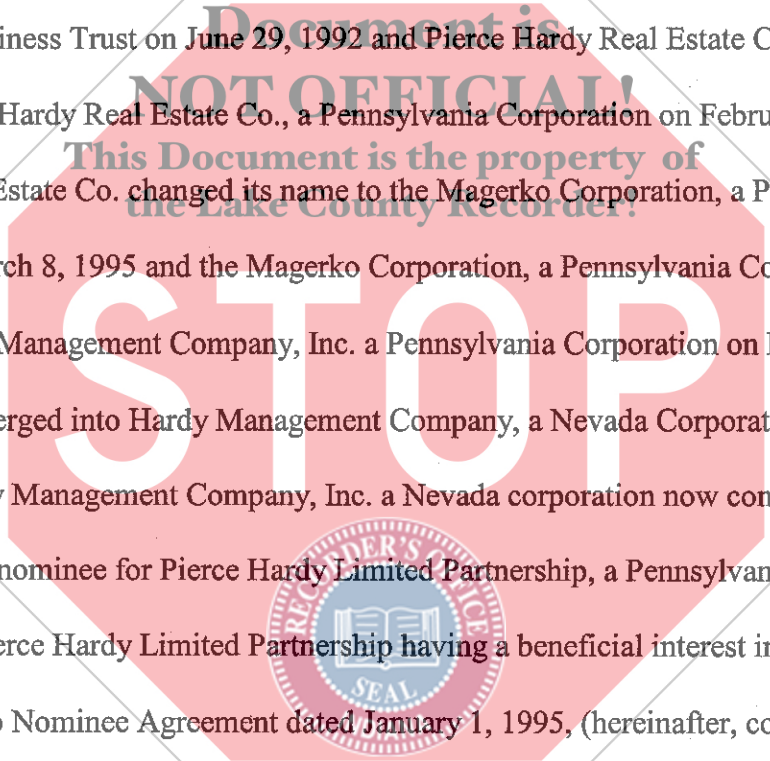 Document is
iness Trust on June 29, 1992 and Pierce Hardy Real Estate C
NOT OFFICIAL!
Hardy Real Estate Co., a Pennsylvania Corporation on Febru
This Document is the property of
Estate Co. changed its name to the Magerko Corporation, a P
the Lake County Recorder!
rch 8, 1995 and the Magerko Corporation, a Pennsylvania Co
Management Company, Inc. a Pennsylvania Corporation on
erged into Hardy Management Company, a Nevada Corporat
STOP
Management Company, Inc. a Nevada corporation now con
nominee for Pierce Hardy Limited Partnership, a Pennsylvan
RECORDER'S OFFICE
erce Hardy Limited Partnership having a beneficial interest in
SEAL
Nominee Agreement dated January 1, 1995, (hereinafter, co
INDIANA